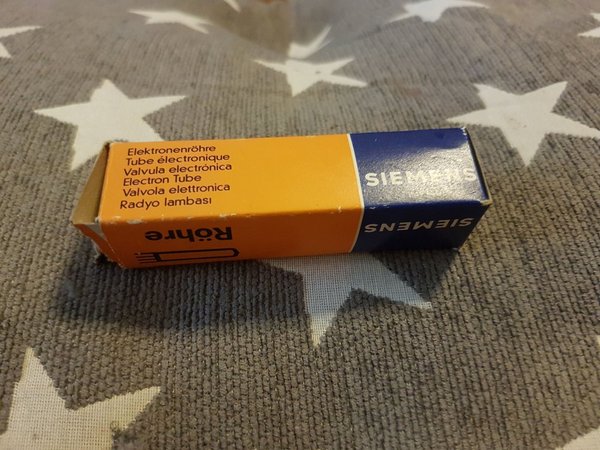 Elektronenröhre
Tube électronique
Valvula electrónica
Electron Tube
Valvola elettronica
Radyo lambası
SIEMENS
Röhre
SIEMENS